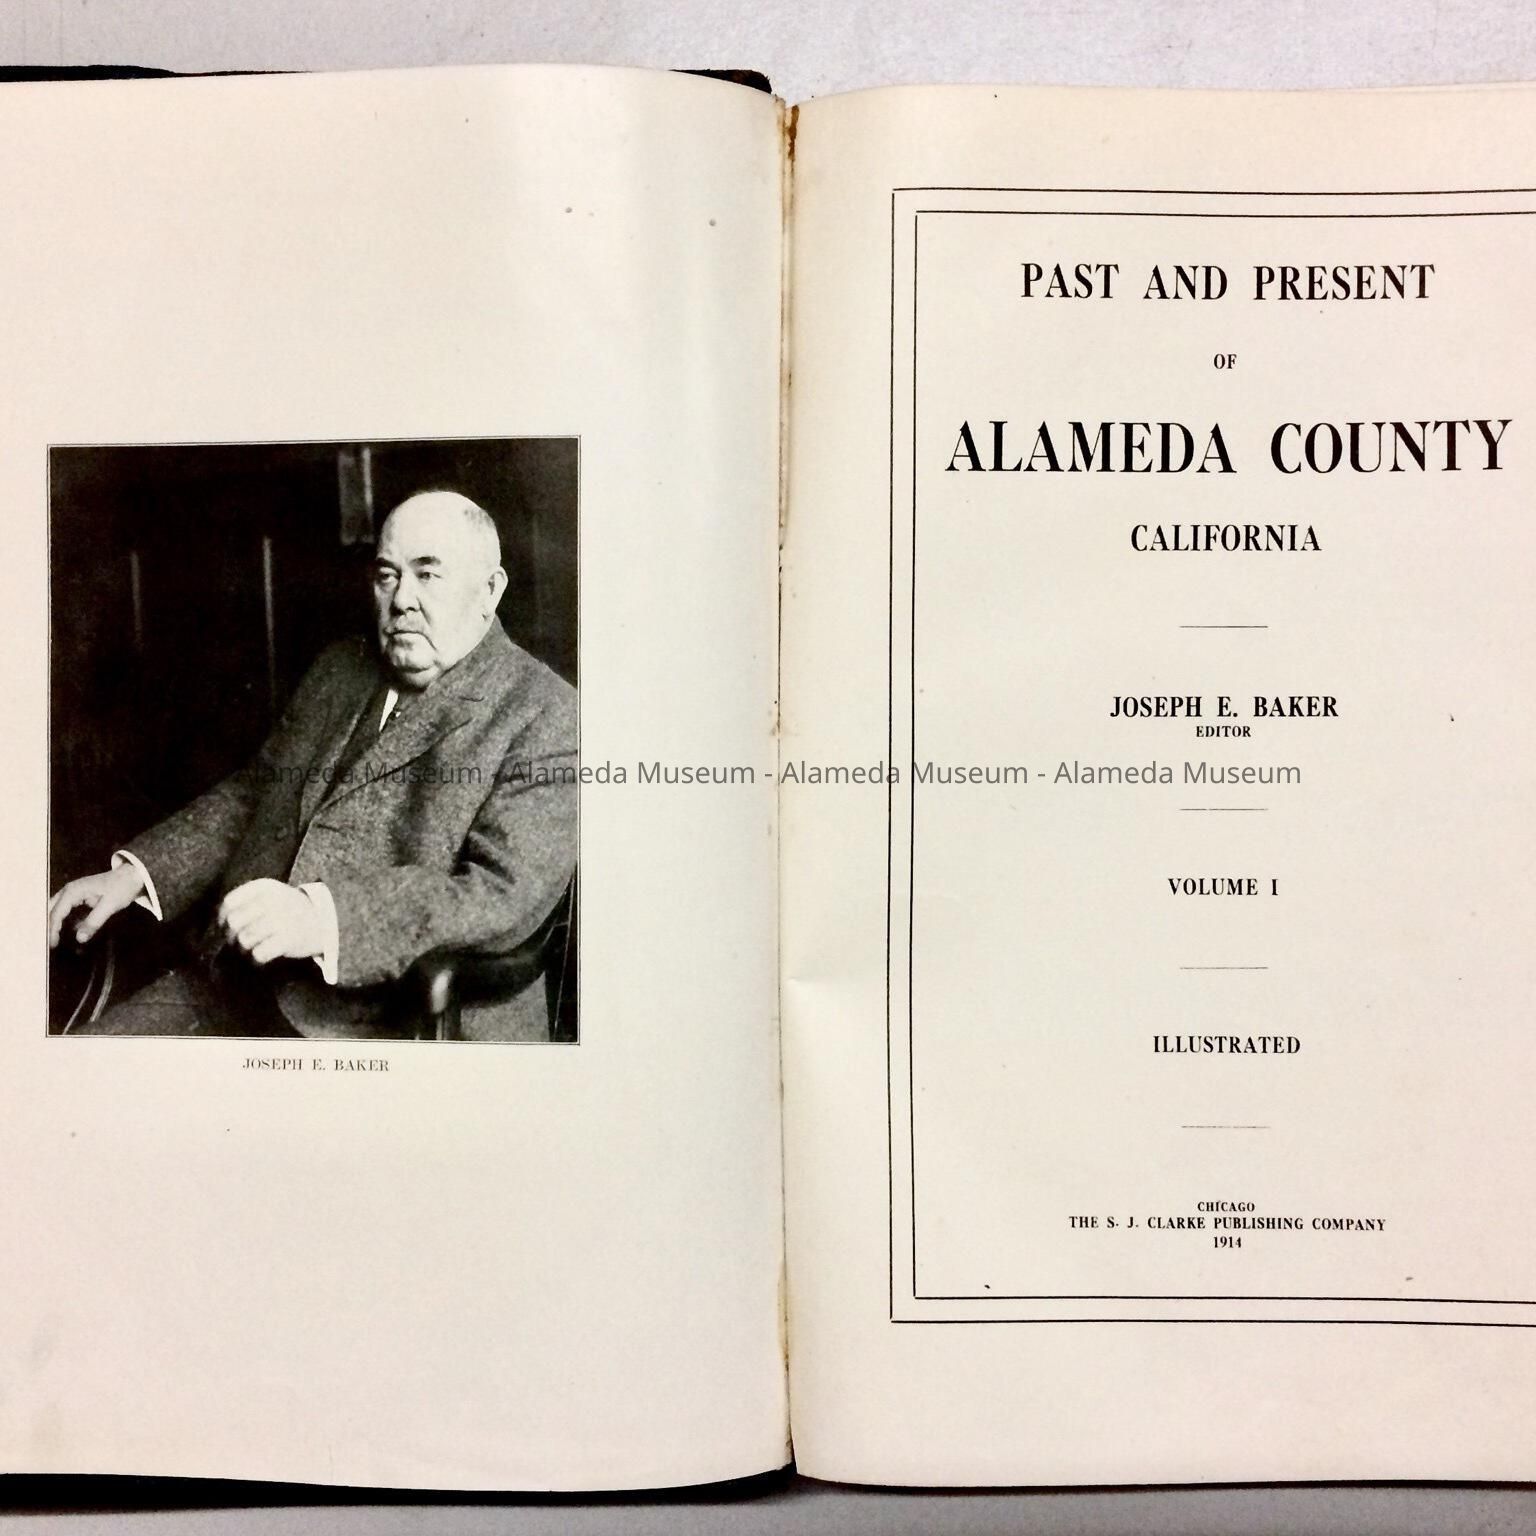 JOSEPH E. BAKER
PAST AND PRESENT
OF
ALAMEDA COUNTY
CALIFORNIA
JOSEPH E. BAKER
EDITOR
Alameda Museum - Alameda Museum - Alameda Museum - Alameda Museum
VOLUME I
ILLUSTRATED
CHICAGO
THE S. J. CLARKE PUBLISHING COMPANY
1914